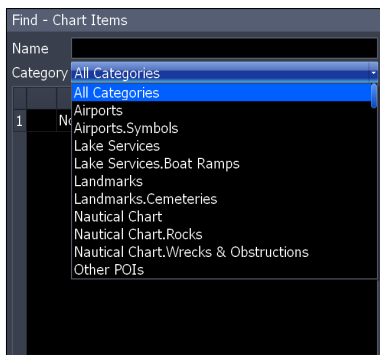 Find - Chart Items
Name
Category All Categories
All Categories
Airports
1
Airports.Symbols
Lake Services
Lake Services.Boat Ramps
Landmarks
Landmarks.Cemeteries
Nautical Chart
Nautical Chart.Rocks
Nautical Chart.Wrecks & Obstructions
Other POIs